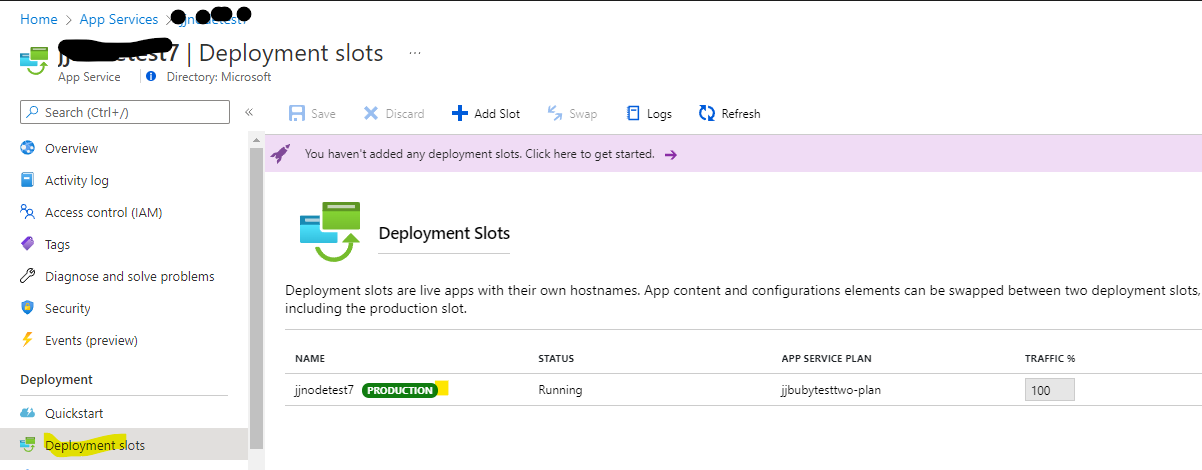 Home > App Services > jjnodetest7
jjnodetest7 | Deployment slots ...
App Service | Directory: Microsoft
Search (Ctrl+/) «
Save Discard Add Slot Swap Logs Refresh
Overview
Activity log
Access control (IAM)
Tags
Diagnose and solve problems
Security
Events (preview)
Deployment
Quickstart
Deployment slots
You haven't added any deployment slots. Click here to get started. →
Deployment Slots
Deployment slots are live apps with their own hostnames. App content and configurations elements can be swapped between two deployment slots,
including the production slot.
NAME STATUS APP SERVICE PLAN TRAFFIC %
jjnodetest7 PRODUCTION Running jjbubytesttwo-plan 100